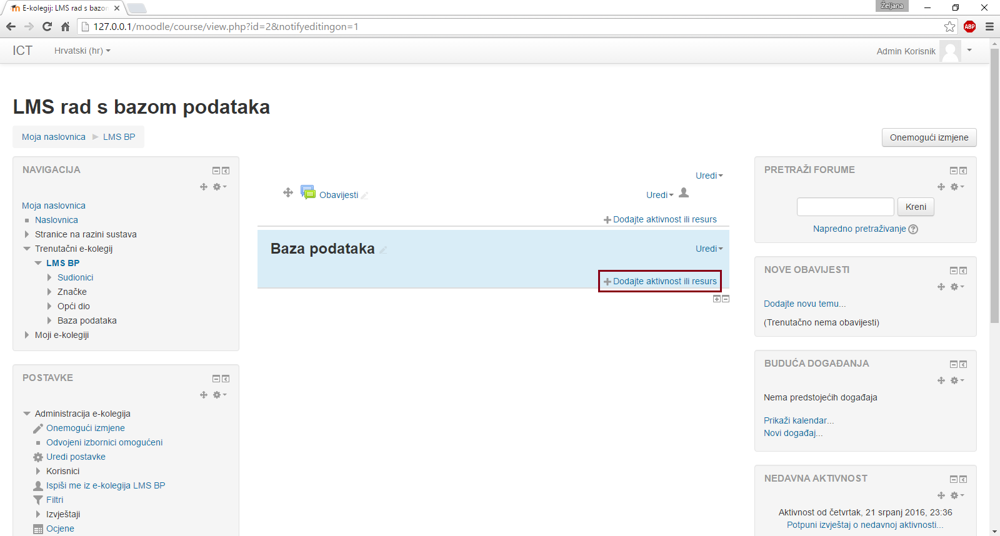 E-kolegij: LMS rad s bazor
Željana
127.0.0.1/moodle/course/view.php?id=2&notifyeditingon=1
ABP
ICT
Hrvatski (hr)
Admin Korisnik
LMS rad s bazom podataka
Moja naslovnica LMS BP
Onemogući izmjene
NAVIGACIJA
Moja naslovnica
Naslovnica
Stranice na razini sustava
Trenutačni e-kolegij
LMS BP
Sudionici
Značke
Opći dio
Baza podataka
Moji e-kolegiji
POSTAVKE
Administracija e-kolegija
Onemogući izmjene
Odvojeni izbornici omogućeni
Uredi postavke
Korisnici
Ispiši me iz e-kolegija LMS BP
Filtri
Izvještaji
Ocjene
Uredi
Obavijesti
Uredi
Dodajte aktivnost ili resurs
Baza podataka
Uredi
Dodajte aktivnost ili resurs
PRETRAŽI FORUME
Kreni
Napredno pretraživanje
NOVE OBAVIJESTI
Dodajte novu temu...
(Trenutačno nema obavijesti)
BUDUĆA DOGAĐANJA
Nema predstojećih događaja
Prikaži kalendar...
Novi događaj...
NEDAVNA AKTIVNOST
Aktivnost od četvrtak, 21 srpanj 2016, 23:36
Potpuni izvještaj o nedavnoj aktivnosti...